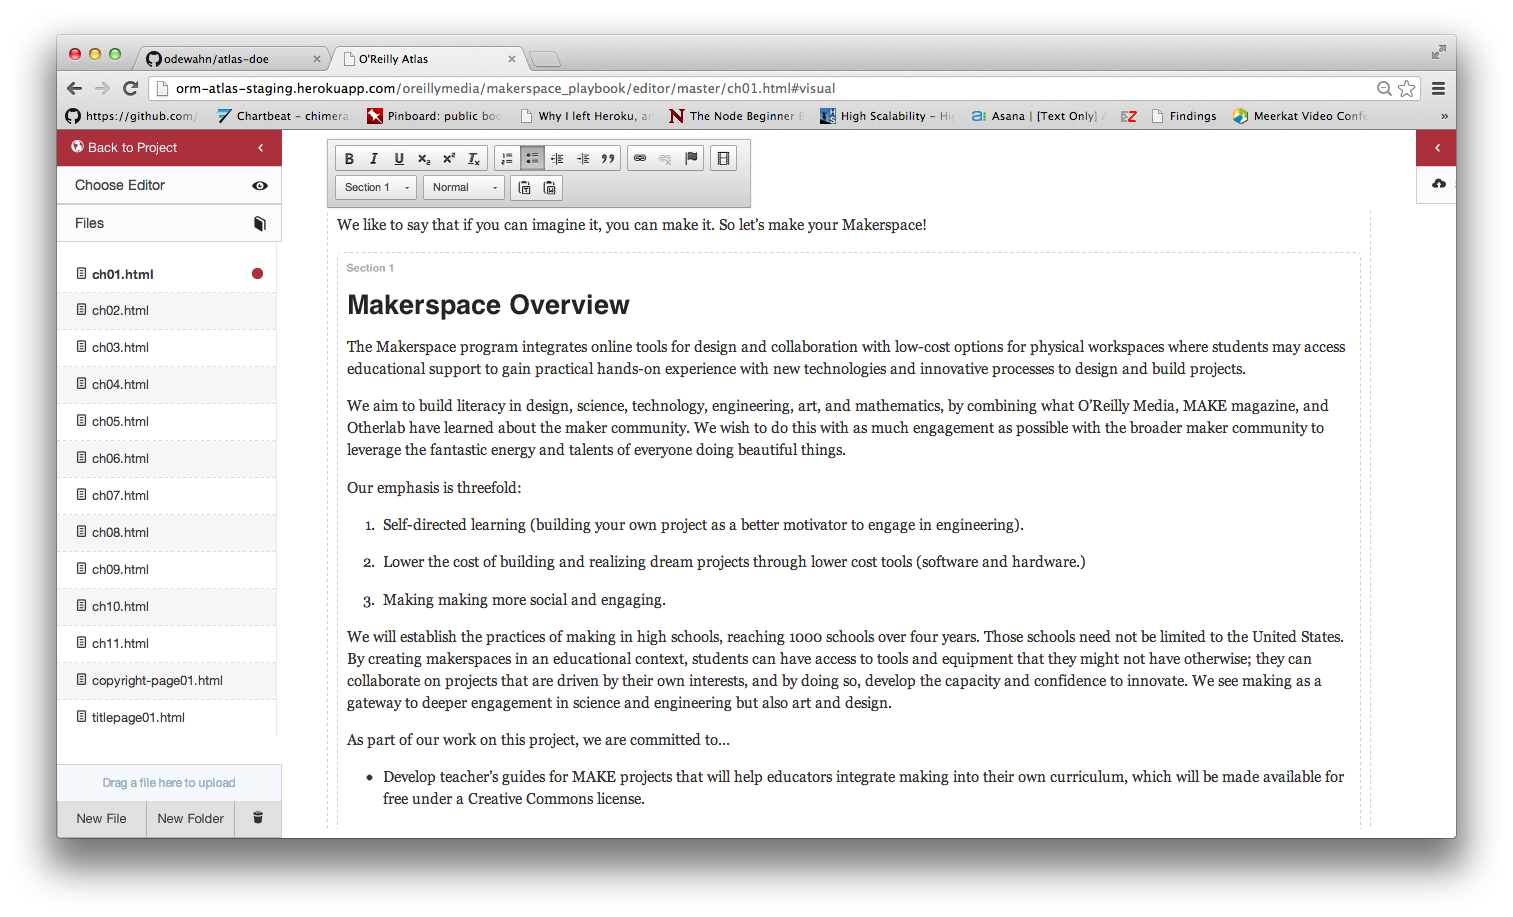 odewahn/atlas-doe
O'Reilly Atlas
orm-atlas-staging.herokuapp.com/oreillymedia/makerspace_playbook/editor/master/ch01.html#visual
https://github.com/
Chartbeat – chimera
Pinboard: public boo
Why I left Heroku, an
The Node Beginner B
High Scalability – Hig
Asana | [Text Only]
Findings
Meerkat Video Confe
»
Back to Project
Choose Editor
Files
ch01.html
ch02.html
ch03.html
ch04.html
ch05.html
ch06.html
ch07.html
ch08.html
ch09.html
ch10.html
ch11.html
copyright-page01.html
titlepage01.html
Drag a file here to upload
New File
New Folder
B I U x₂ x² Tx
Section 1
Normal
We like to say that if you can imagine it, you can make it. So let’s make your Makerspace!
Section 1
Makerspace Overview
The Makerspace program integrates online tools for design and collaboration with low-cost options for physical workspaces where students may access
educational support to gain practical hands-on experience with new technologies and innovative processes to design and build projects.
We aim to build literacy in design, science, technology, engineering, art, and mathematics, by combining what O’Reilly Media, MAKE magazine, and
Otherlab have learned about the maker community. We wish to do this with as much engagement as possible with the broader maker community to
leverage the fantastic energy and talents of everyone doing beautiful things.
Our emphasis is threefold:
1. Self-directed learning (building your own project as a better motivator to engage in engineering).
2. Lower the cost of building and realizing dream projects through lower cost tools (software and hardware.)
3. Making making more social and engaging.
We will establish the practices of making in high schools, reaching 1000 schools over four years. Those schools need not be limited to the United States.
By creating makerspaces in an educational context, students can have access to tools and equipment that they might not have otherwise; they can
collaborate on projects that are driven by their own interests, and by doing so, develop the capacity and confidence to innovate. We see making as a
gateway to deeper engagement in science and engineering but also art and design.
As part of our work on this project, we are committed to...
• Develop teacher’s guides for MAKE projects that will help educators integrate making into their own curriculum, which will be made available for
free under a Creative Commons license.